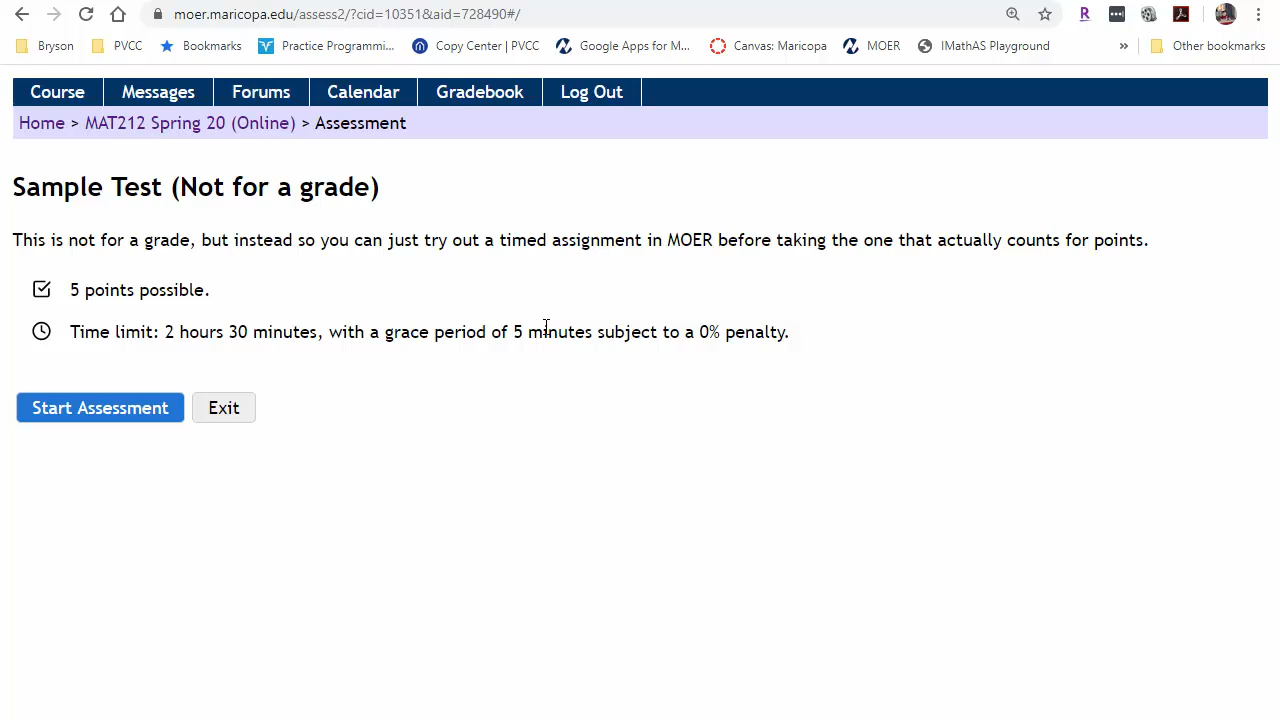 moer.maricopa.edu/assess2/?cid=10351&aid=728490#/
Bryson PVCC Bookmarks Practice Programmi... Copy Center | PVCC Google Apps for M... Canvas: Maricopa MOER IMathAS Playground » Other bookmarks
Course Messages Forums Calendar Gradebook Log Out
Home > MAT212 Spring 20 (Online) > Assessment
Sample Test (Not for a grade)
This is not for a grade, but instead so you can just try out a timed assignment in MOER before taking the one that actually counts for points.
5 points possible.
Time limit: 2 hours 30 minutes, with a grace period of 5 minutes subject to a 0% penalty.
Start Assessment Exit